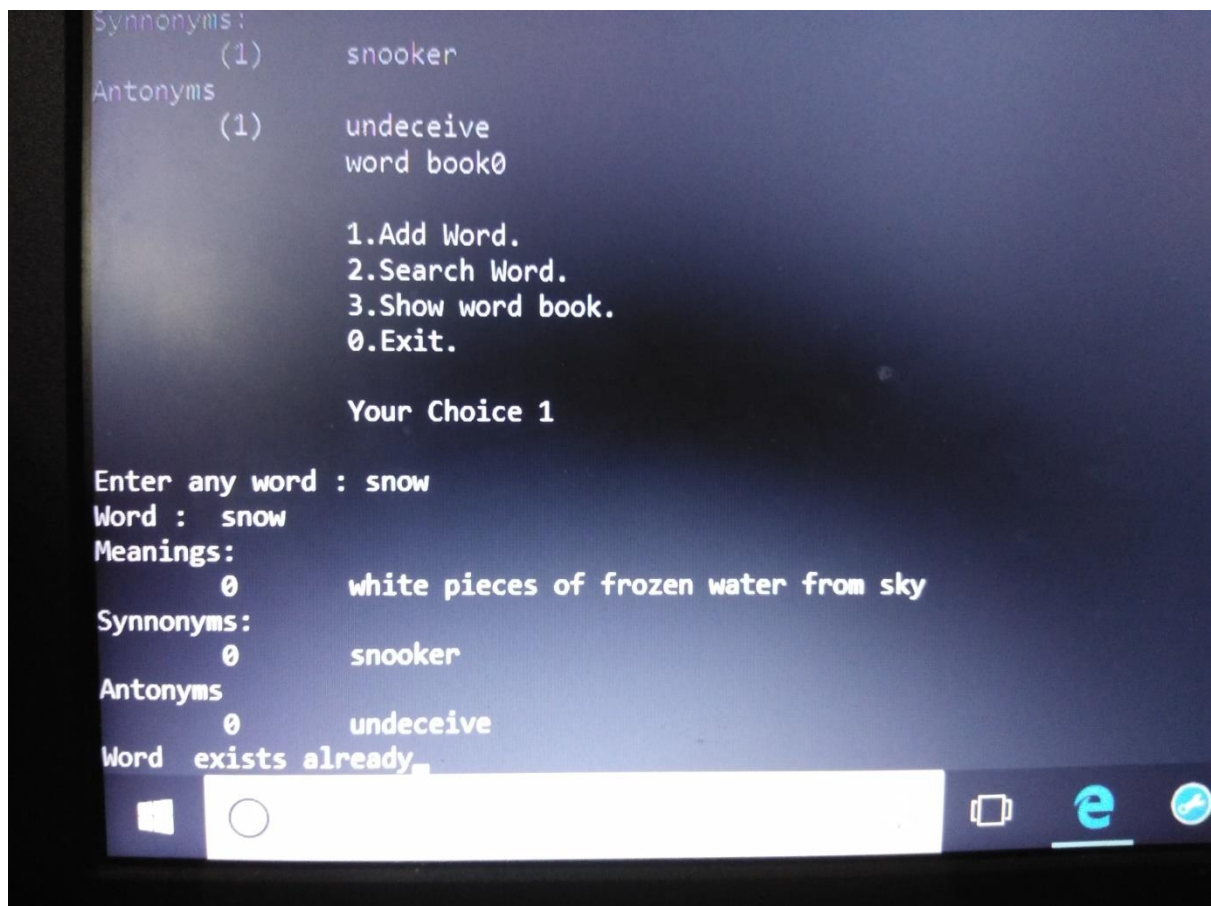 Synnonyms:
(1) snooker
Antonyms
(1) undeceive
word book0
1.Add Word.
2.Search Word.
3.Show word book.
0.Exit.
Your Choice 1
Enter any word : snow
Word : snow
Meanings:
0 white pieces of frozen water from sky
Synnonyms:
0 snooker
Antonyms
0 undeceive
Word exists already_